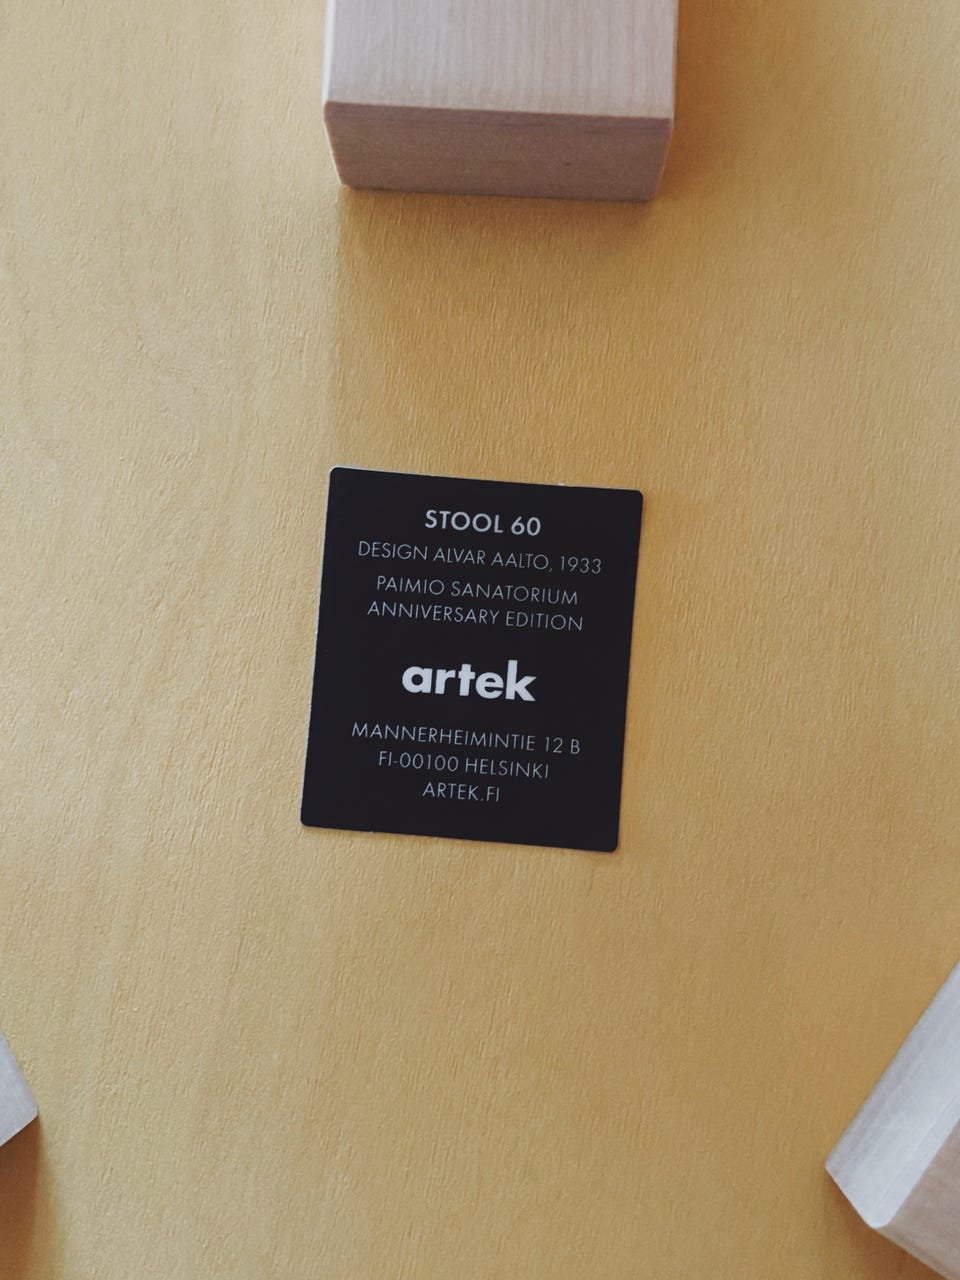 STOOL 60
DESIGN ALVAR AALTO, 1933
PAIMIO SANATORIUM
ANNIVERSARY EDITION
artek
MANNERHEIMINTIE 12 B
FI-00100 HELSINKI
ARTEK.FI